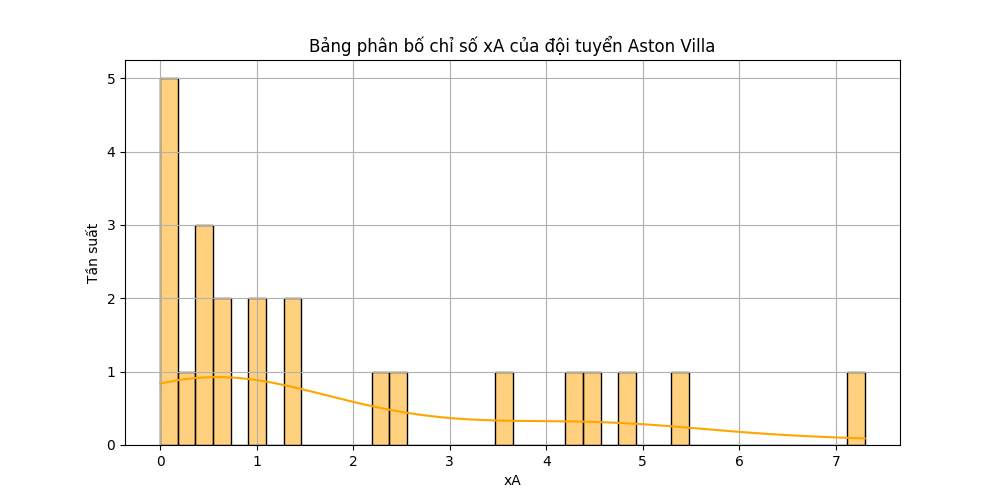 Bảng phân bố chỉ số xA của đội tuyển Aston Villa
Tần suất
5
4
3
2
1
0
0 1 2 3 4 5 6 7
xA